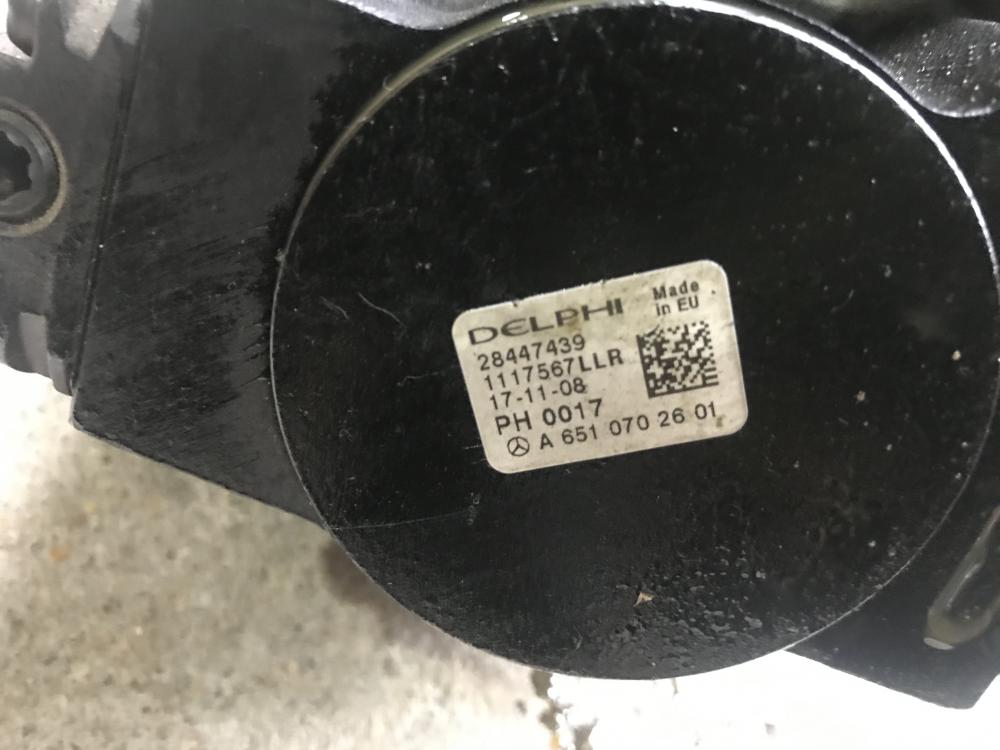 DELPHI
Made
in EU
28447439
1117567LLR
17-11-08
PH 0017
A 651 070 26 01